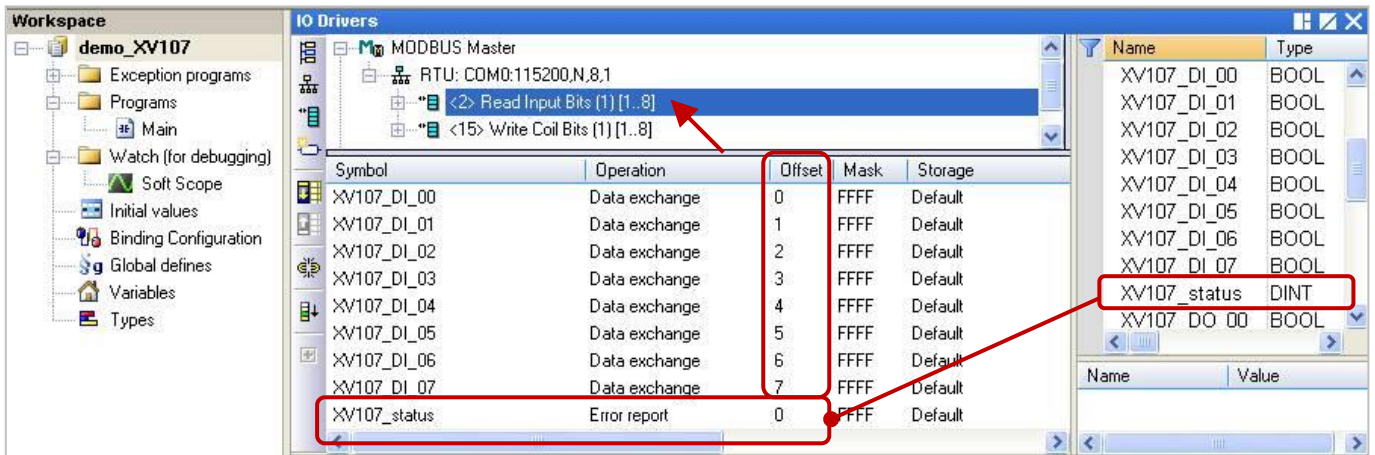 Workspace
demo_XV107
Exception programs
Programs
Main
Watch (for debugging)
Soft Scope
Initial values
Binding Configuration
Global defines
Variables
Types
IO Drivers
MODBUS Master
RTU: COM0:115200,N,8,1
<2> Read Input Bits (1) [1..8]
<15> Write Coil Bits (1) [1..8]
Symbol Operation Offset Mask Storage
XV107_DI_00 Data exchange 0 FFFF Default
XV107_DI_01 Data exchange 1 FFFF Default
XV107_DI_02 Data exchange 2 FFFF Default
XV107_DI_03 Data exchange 3 FFFF Default
XV107_DI_04 Data exchange 4 FFFF Default
XV107_DI_05 Data exchange 5 FFFF Default
XV107_DI_06 Data exchange 6 FFFF Default
XV107_DI_07 Data exchange 7 FFFF Default
XV107_status Error report 0 FFFF Default
Name Type
XV107_DI_00 BOOL
XV107_DI_01 BOOL
XV107_DI_02 BOOL
XV107_DI_03 BOOL
XV107_DI_04 BOOL
XV107_DI_05 BOOL
XV107_DI_06 BOOL
XV107_DI_07 BOOL
XV107_status DINT
XV107_DO_00 BOOL
Name Value